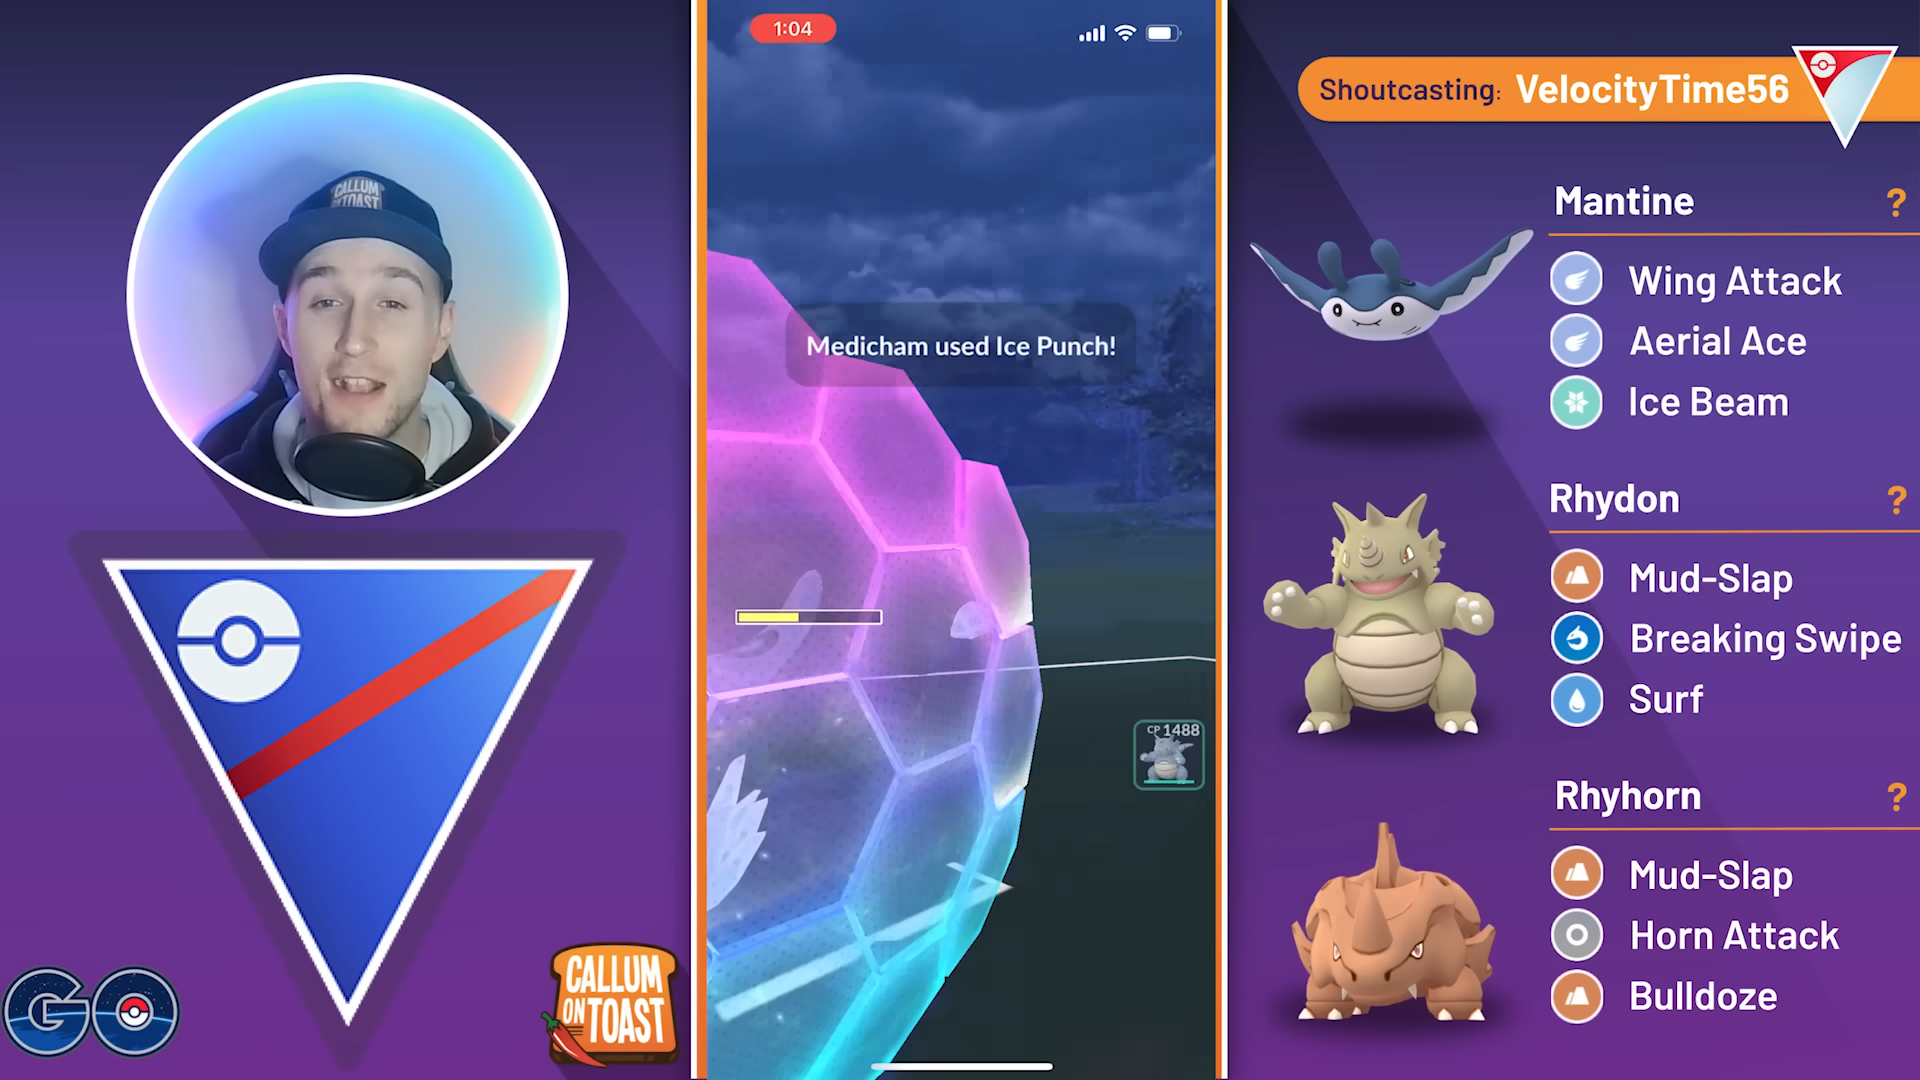 1:04
Shoutcasting: VelocityTime56
CALLUM
ON TOAST
Medicham used Ice Punch!
CP 1488
Mantine ?
Wing Attack
Aerial Ace
Ice Beam
Rhydon ?
Mud-Slap
Breaking Swipe
Surf
Rhyhorn ?
Mud-Slap
Horn Attack
Bulldoze
GO
CALLUM
ON TOAST